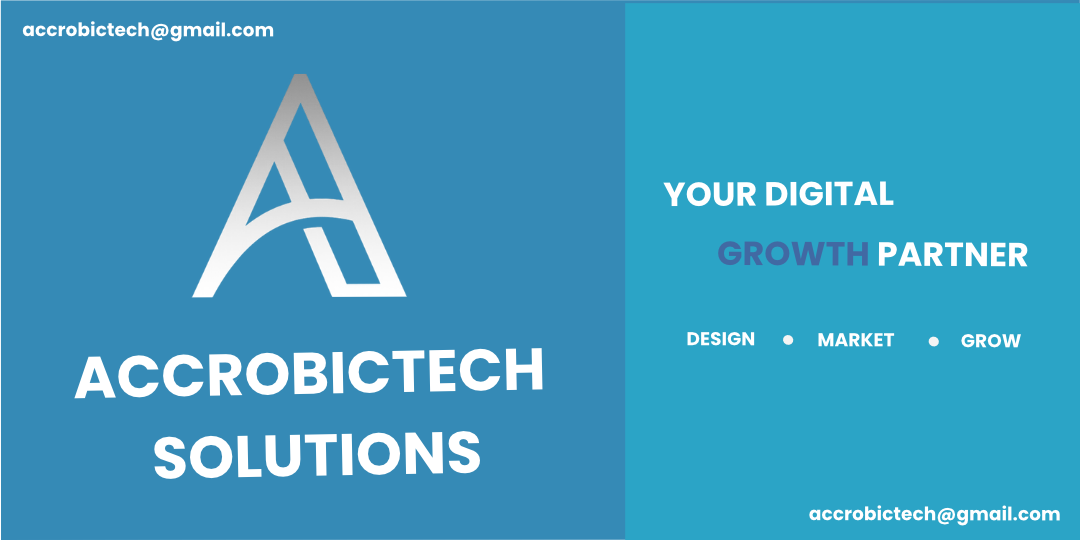 accrobictech@gmail.com
ACCROBICTECH
SOLUTIONS
YOUR DIGITAL
GROWTH PARTNER
DESIGN • MARKET • GROW
accrobictech@gmail.com